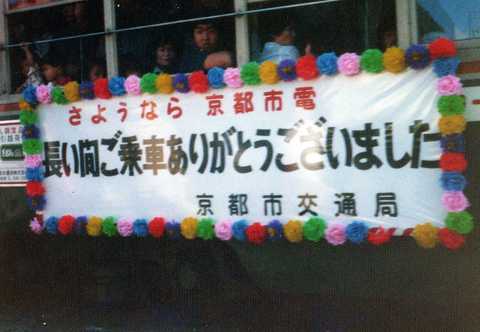 さようなら 京都市電
長い間ご乗車ありがとうございました
京都市交通局